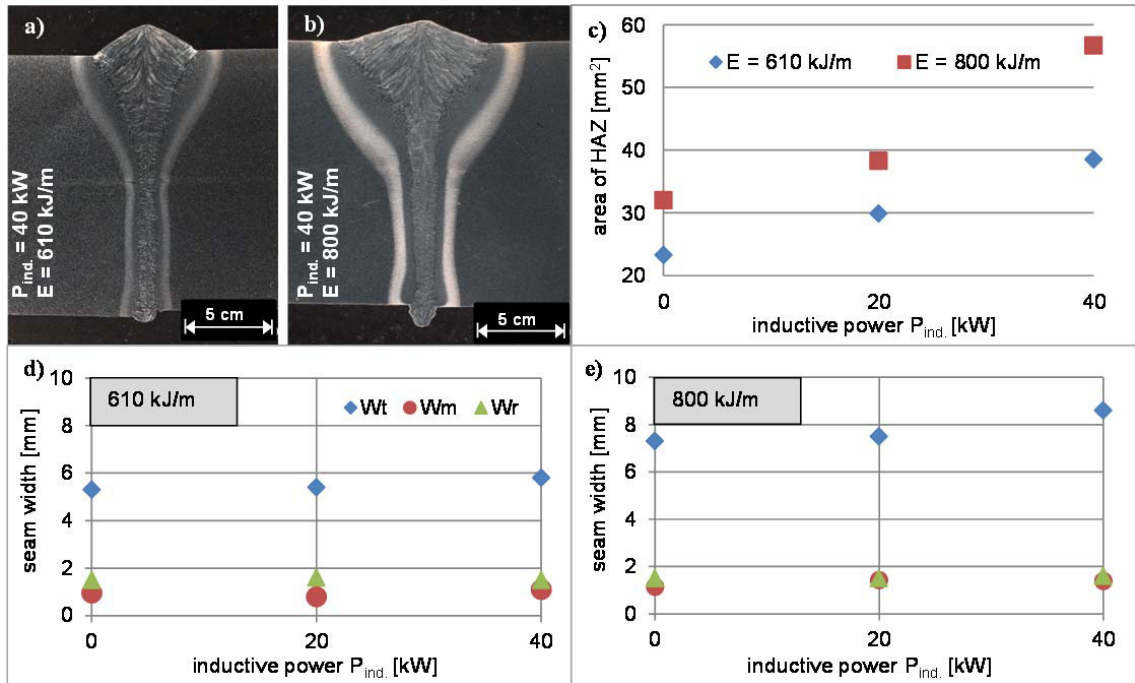 a)
P_ind. = 40 kW
E = 610 kJ/m
5 cm
b)
P_ind. = 40 kW
E = 800 kJ/m
5 cm
c)
area of HAZ [mm²]
60
50
40
30
20
E = 610 kJ/m
E = 800 kJ/m
0
20
40
inductive power P_ind. [kW]
d)
610 kJ/m
Wt
Wm
Wr
seam width [mm]
10
8
6
4
2
0
0
20
40
inductive power P_ind. [kW]
e)
800 kJ/m
seam width [mm]
10
8
6
4
2
0
0
20
40
inductive power P_ind. [kW]